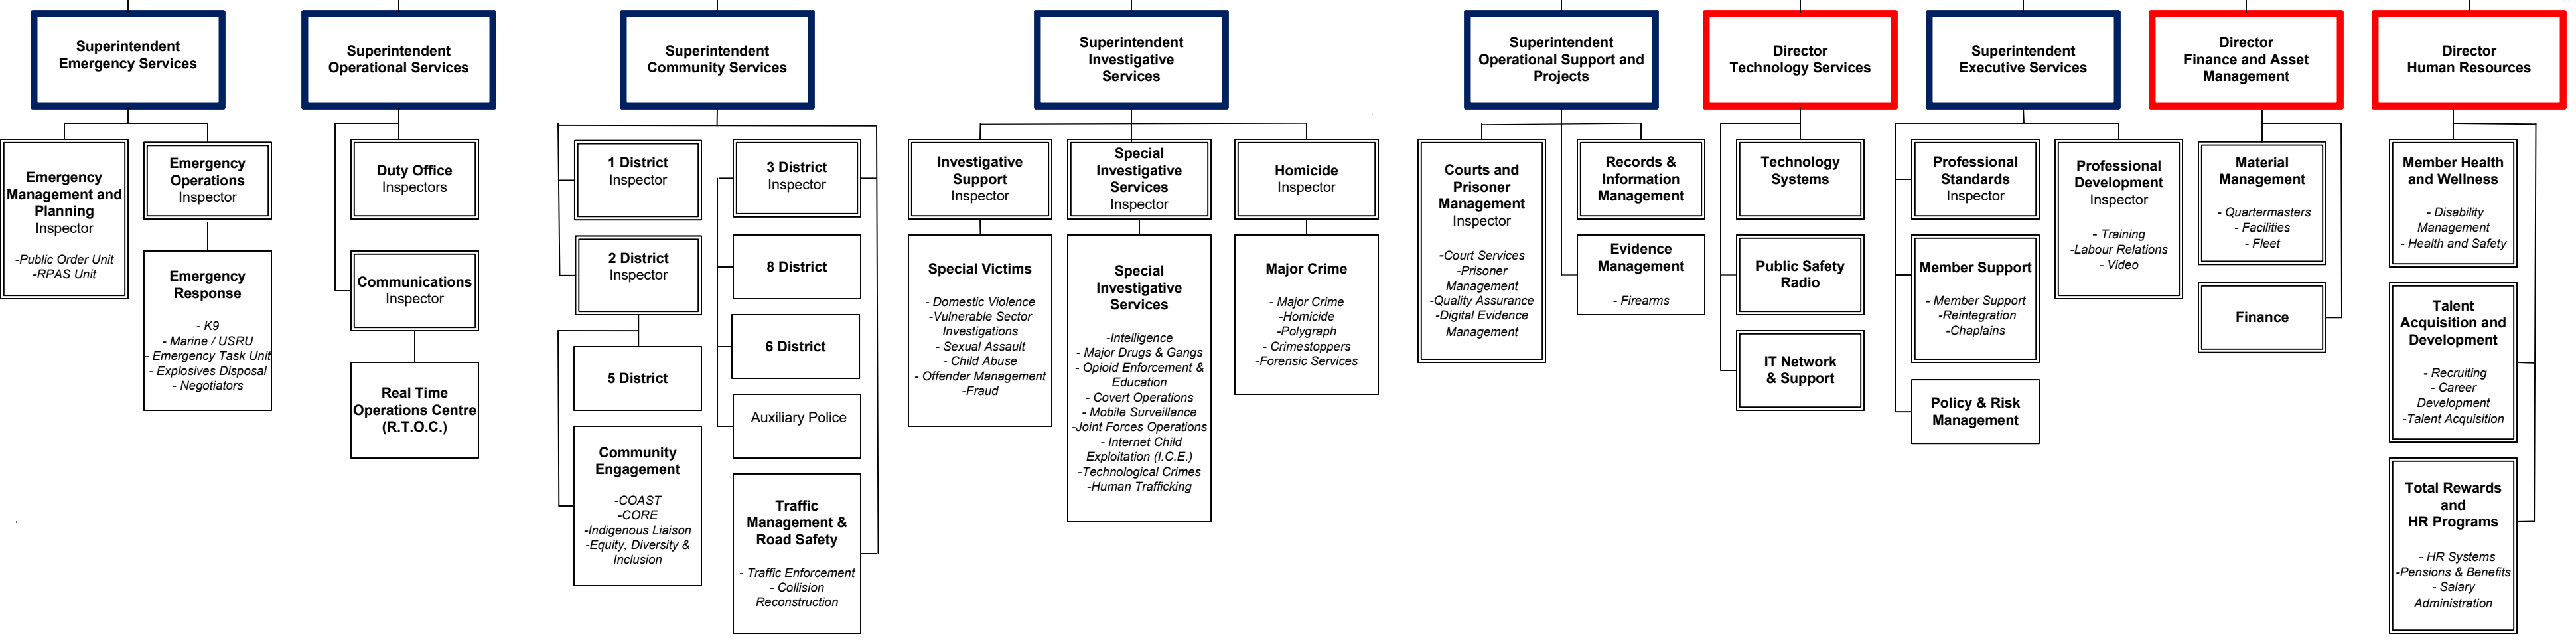 Superintendent
Emergency Services
Emergency
Management and
Planning
Inspector
-Public Order Unit
-RPAS Unit
Emergency
Operations
Inspector
Emergency
Response
- K9
- Marine / USRU
- Emergency Task Unit
- Explosives Disposal
- Negotiators
Superintendent
Operational Services
Duty Office
Inspectors
Communications
Inspector
Real Time
Operations Centre
(R.T.O.C.)
Superintendent
Community Services
1 District
Inspector
2 District
Inspector
5 District
Community
Engagement
-COAST
-CORE
-Indigenous Liaison
-Equity, Diversity &
Inclusion
3 District
Inspector
8 District
6 District
Auxiliary Police
Traffic
Management &
Road Safety
- Traffic Enforcement
- Collision
Reconstruction
Superintendent
Investigative
Services
Investigative
Support
Inspector
Special Victims
- Domestic Violence
-Vulnerable Sector
Investigations
- Sexual Assault
- Child Abuse
- Offender Management
-Fraud
Special
Investigative
Services
Inspector
Special
Investigative
Services
-Intelligence
- Major Drugs & Gangs
- Opioid Enforcement &
Education
- Covert Operations
- Mobile Surveillance
-Joint Forces Operations
- Internet Child
Exploitation (I.C.E.)
-Technological Crimes
-Human Trafficking
Homicide
Inspector
Major Crime
- Major Crime
-Homicide
-Polygraph
- Crimestoppers
-Forensic Services
Superintendent
Operational Support and
Projects
Courts and
Prisoner
Management
Inspector
-Court Services
-Prisoner
Management
-Quality Assurance
-Digital Evidence
Management
Records &
Information
Management
Evidence
Management
- Firearms
Director
Technology Services
Technology
Systems
Public Safety
Radio
IT Network
& Support
Superintendent
Executive Services
Professional
Standards
Inspector
Member Support
- Member Support
-Reintegration
-Chaplains
Policy & Risk
Management
Professional
Development
Inspector
- Training
-Labour Relations
- Video
Director
Finance and Asset
Management
Material
Management
- Quartermasters
- Facilities
- Fleet
Finance
Director
Human Resources
Member Health
and Wellness
- Disability
Management
- Health and Safety
Talent
Acquisition and
Development
- Recruiting
- Career
Development
-Talent Acquisition
Total Rewards
and
HR Programs
- HR Systems
-Pensions & Benefits
- Salary
Administration